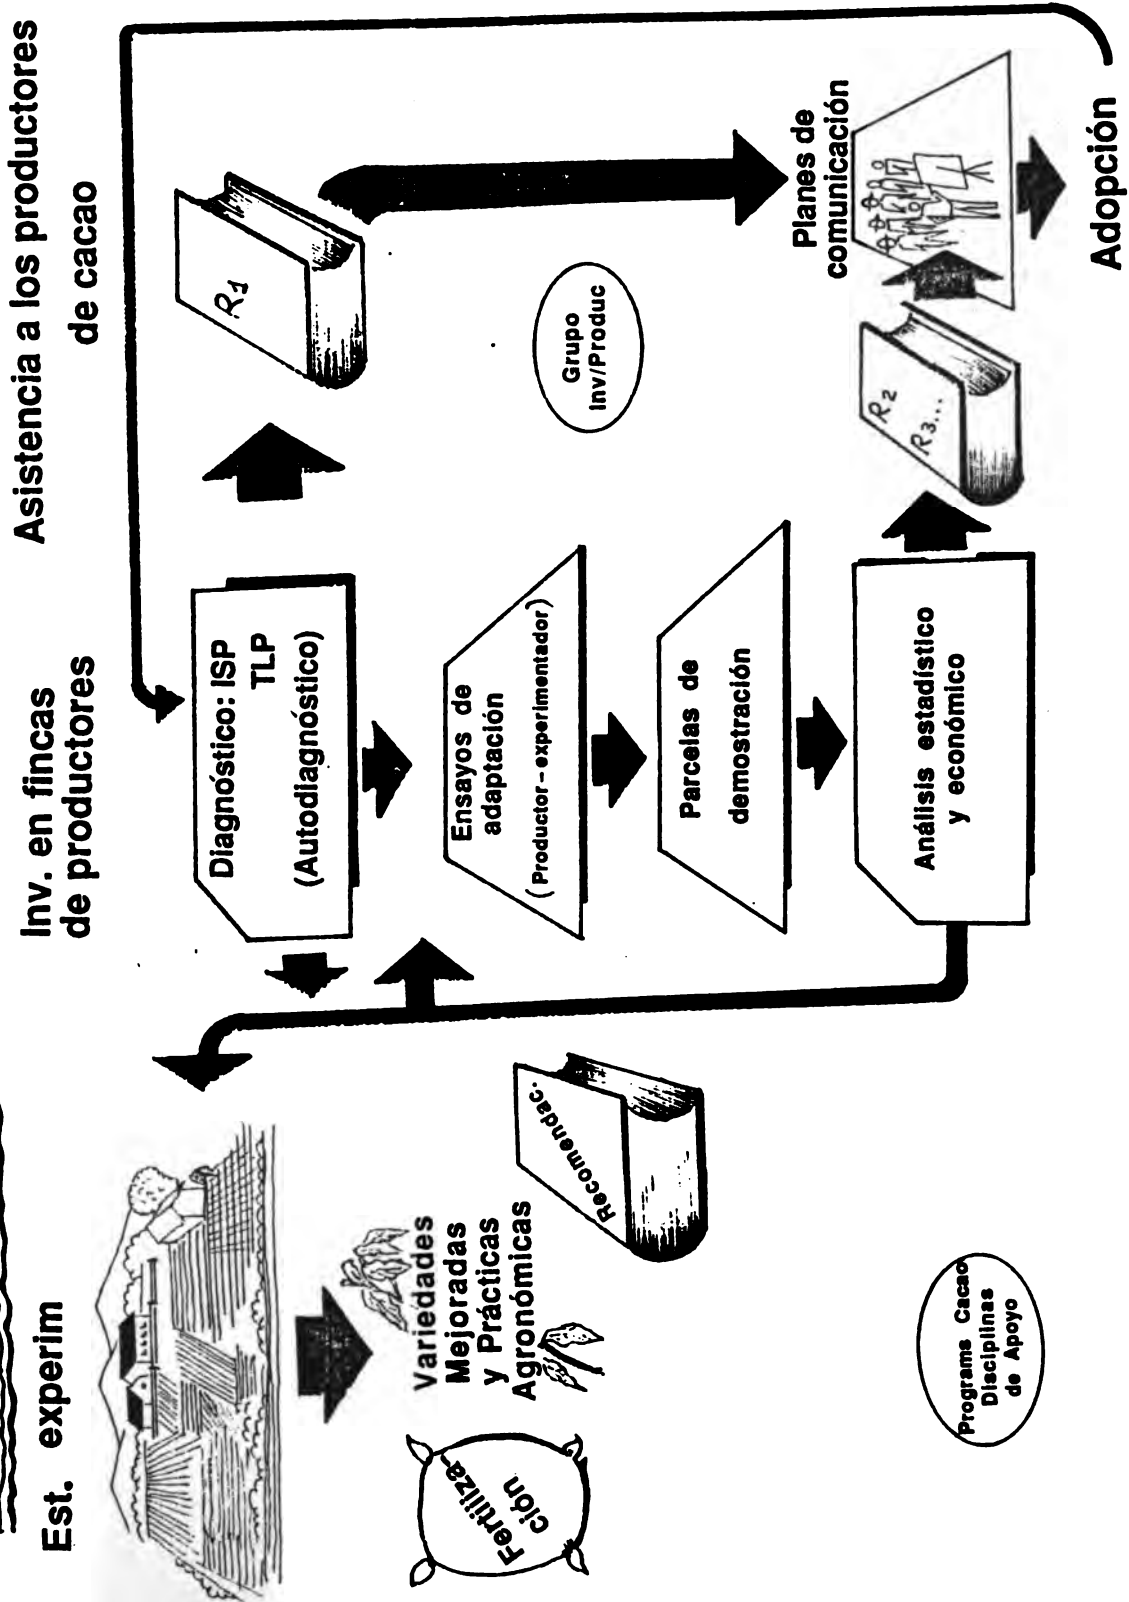 Est. experim
Inv. en fincas
de productores
Asistencia a los productores
de cacao
Variedades
Mejoradas
y Prácticas
Agronómicas
Fertiliza-
ción
Recomendac.
Programs Cacao
Disciplinas
de Apoyo
Diagnóstico: ISP
TLP
(Autodiagnóstico)
Ensayos de
adaptación
(Productor-experimentador)
Parcelas de
demostración
Análisis estadístico
y económico
R1
Grupo
Inv/Produc
R2
R3...
Planes de
comunicación
Adopción